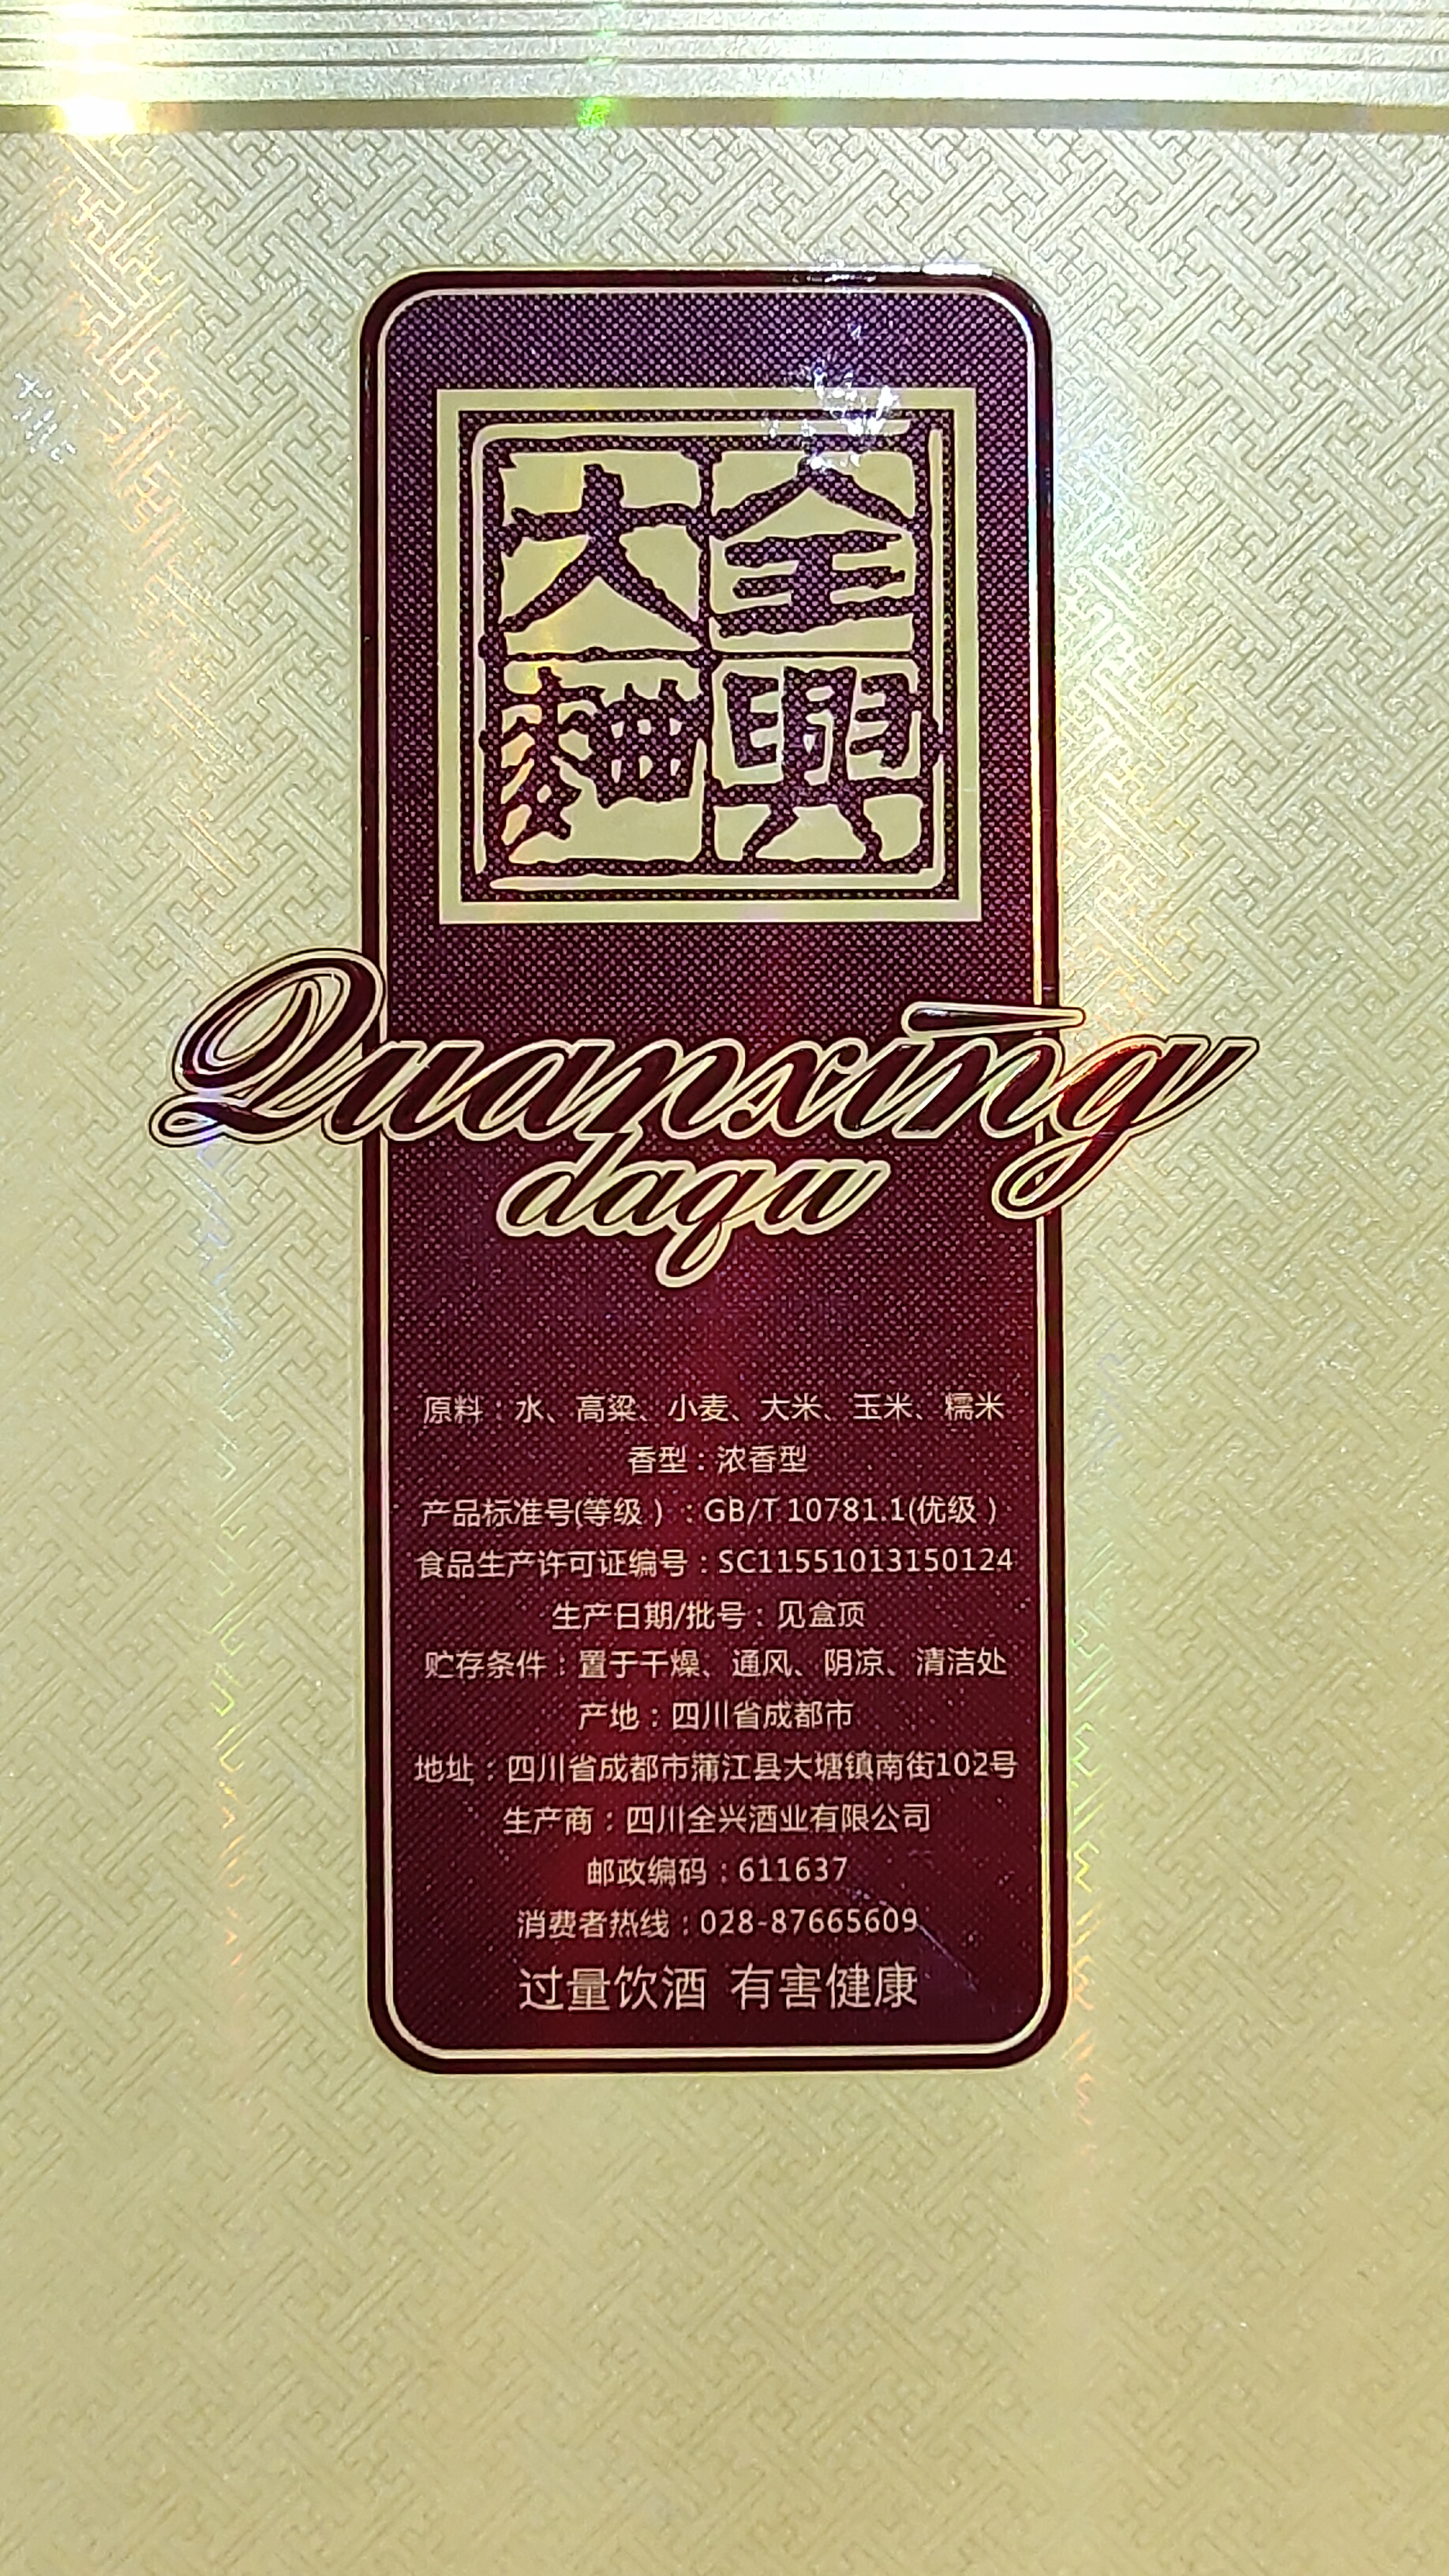 全興
大麯
Quanxing
daqu
原料：水、高粱、小麦、大米、玉米、糯米
香型：浓香型
产品标准号(等级）：GB/T 10781.1(优级）
食品生产许可证编号：SC11551013150124
生产日期/批号：见盒顶
贮存条件：置于干燥、通风、阴凉、清洁处
产地：四川省成都市
地址：四川省成都市蒲江县大塘镇南街102号
生产商：四川全兴酒业有限公司
邮政编码：611637
消费者热线：028-87665609
过量饮酒 有害健康